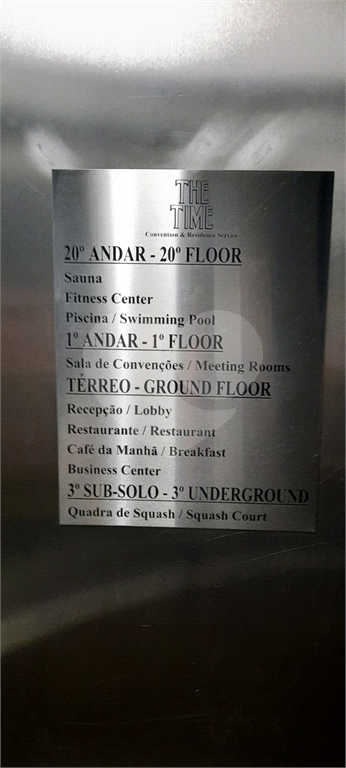 THE
TIME
Convention & Residence Service
20º ANDAR - 20º FLOOR
Sauna
Fitness Center
Piscina / Swimming Pool
1º ANDAR - 1º FLOOR
Sala de Convenções / Meeting Rooms
TÉRREO - GROUND FLOOR
Recepção / Lobby
Restaurante / Restaurant
Café da Manhã / Breakfast
Business Center
3º SUB-SOLO - 3º UNDERGROUND
Quadra de Squash / Squash Court